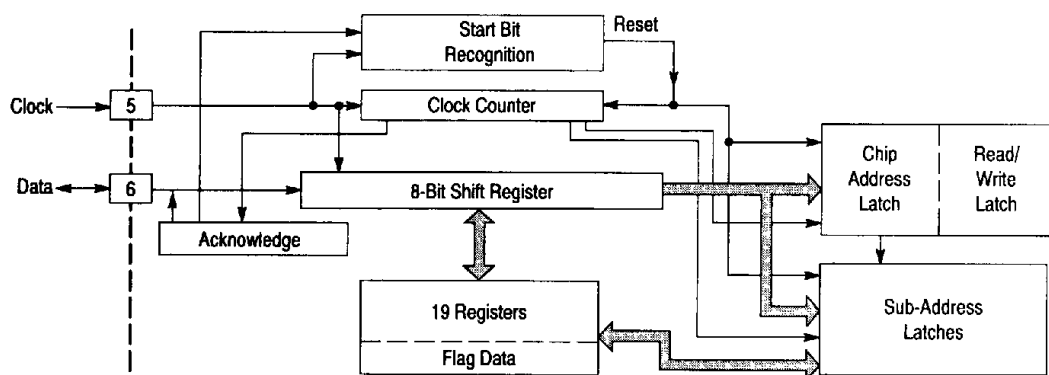 Start Bit
Recognition
Reset
Clock
5
Clock Counter
Data
6
8-Bit Shift Register
Chip
Address
Latch
Read/
Write
Latch
Acknowledge
19 Registers
Flag Data
Sub-Address
Latches